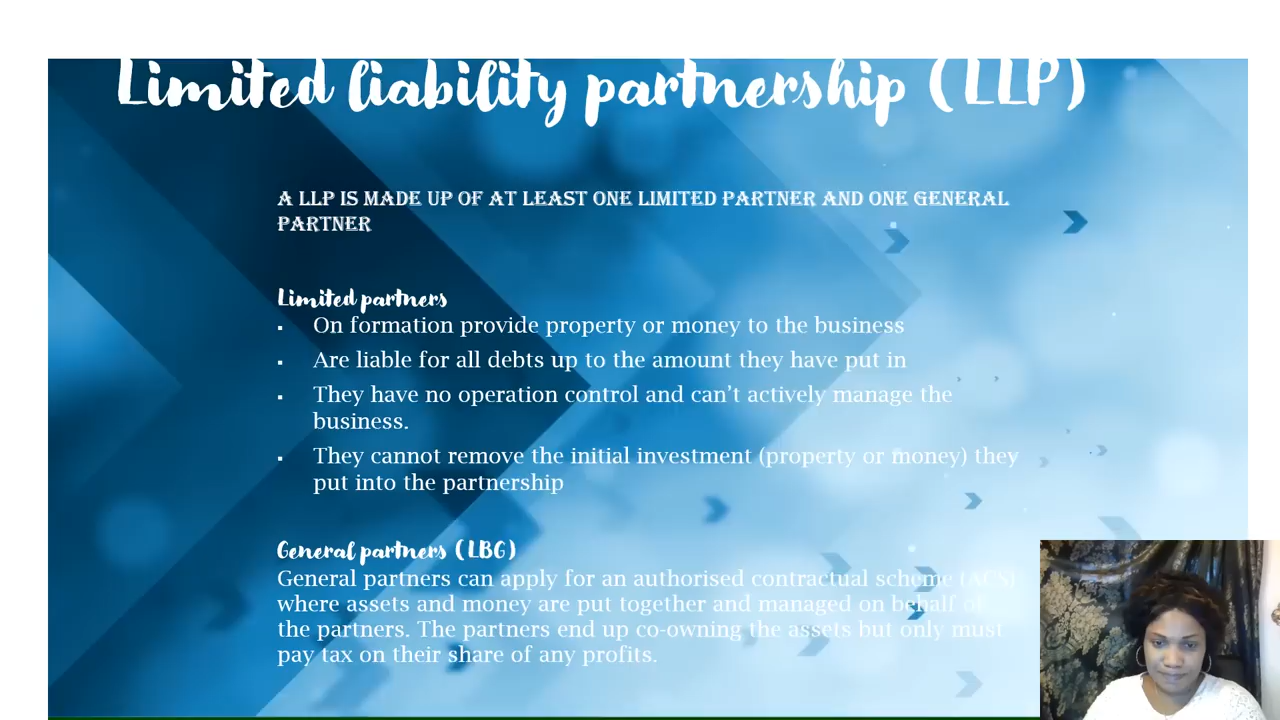 Limited liability partnership (LLP)
A LLP IS MADE UP OF AT LEAST ONE LIMITED PARTNER AND ONE GENERAL
PARTNER
Limited partners
▪ On formation provide property or money to the business
▪ Are liable for all debts up to the amount they have put in
▪ They have no operation control and can’t actively manage the
business.
▪ They cannot remove the initial investment (property or money) they
put into the partnership
General partners (LBG)
General partners can apply for an authorised contractual scheme (ACS)
where assets and money are put together and managed on behalf of
the partners. The partners end up co-owning the assets but only must
pay tax on their share of any profits.